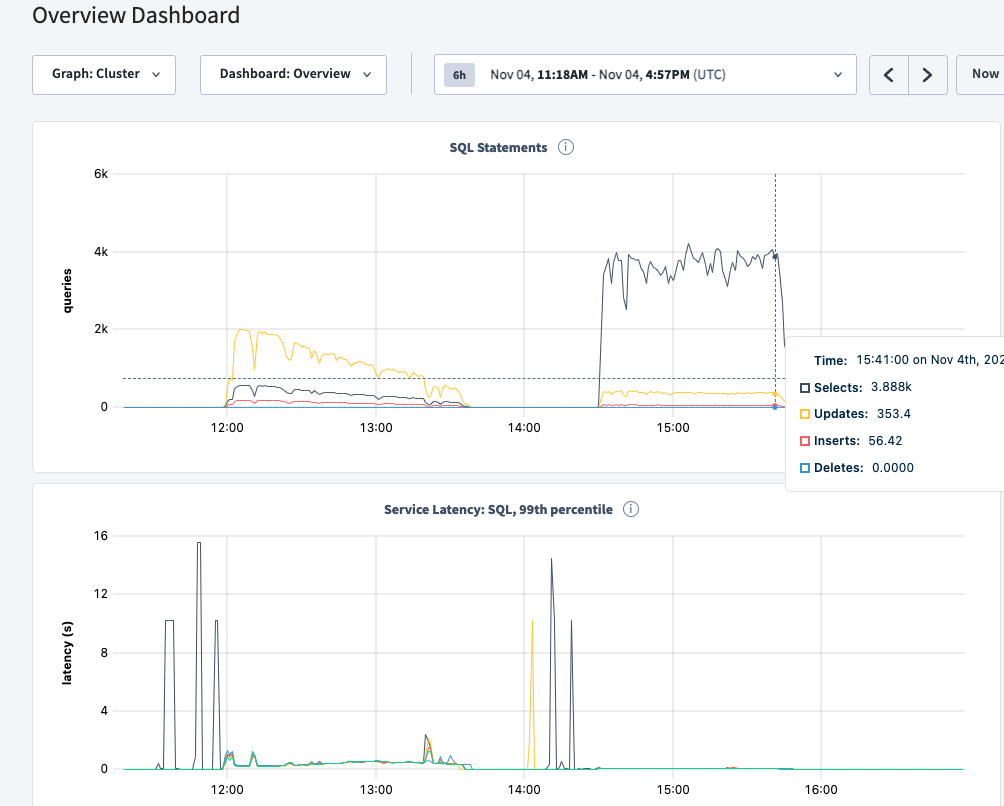 Overview Dashboard
Graph: Cluster
Dashboard: Overview
6h Nov 04, 11:18AM - Nov 04, 4:57PM (UTC)
Now
SQL Statements
6k
4k
2k
0
queries
12:00 13:00 14:00 15:00
Time: 15:41:00 on Nov 4th, 202
Selects: 3.888k
Updates: 353.4
Inserts: 56.42
Deletes: 0.0000
Service Latency: SQL, 99th percentile
16
12
8
4
0
latency (s)
12:00 13:00 14:00 15:00 16:00